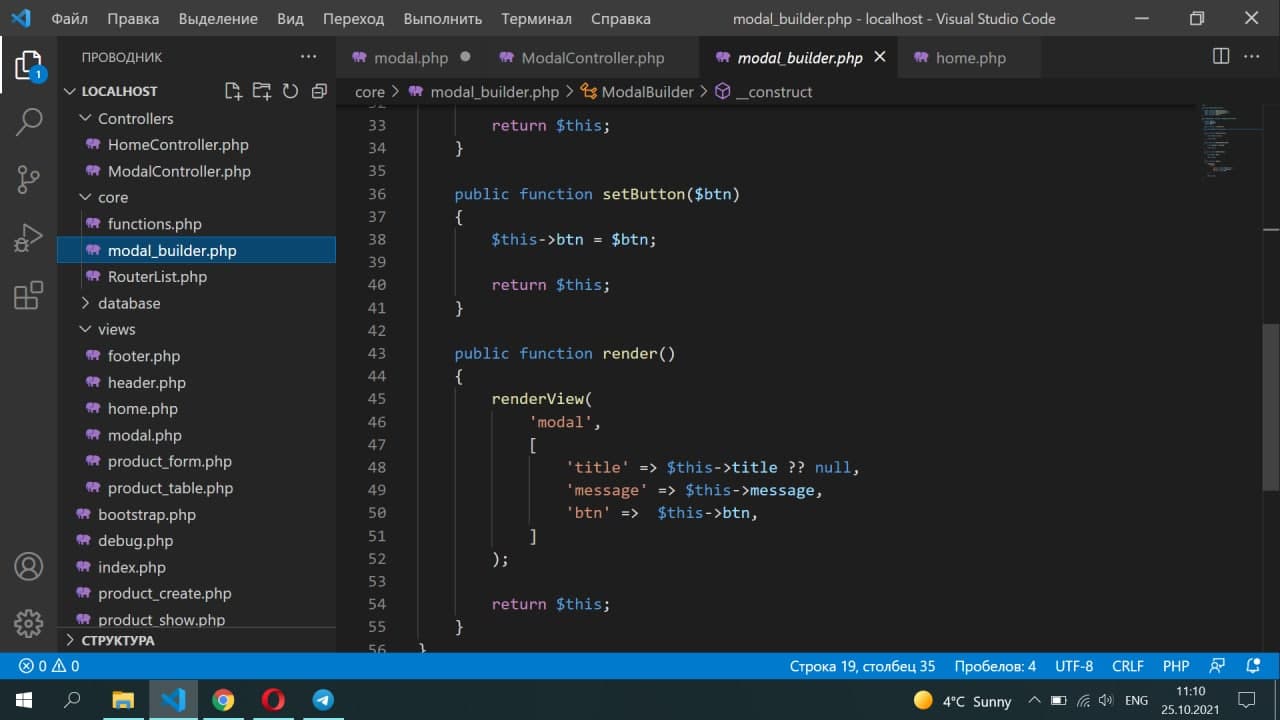 Файл Правка Выделение Вид Переход Выполнить Терминал Справка modal_builder.php - localhost - Visual Studio Code
ПРОВОДНИК
modal.php ModalController.php modal_builder.php home.php
1
LOCALHOST
core > modal_builder.php > ModalBuilder > __construct
Controllers
HomeController.php
ModalController.php
core
functions.php
modal_builder.php
RouterList.php
database
views
footer.php
header.php
home.php
modal.php
product_form.php
product_table.php
bootstrap.php
debug.php
index.php
product_create.php
product_show.php
СТРУКТУРА
32
33 return $this;
34 }
35
36 public function setButton($btn)
37 {
38 $this->btn = $btn;
39
40 return $this;
41 }
42
43 public function render()
44 {
45 renderView(
46 'modal',
47 [
48 'title' => $this->title ?? null,
49 'message' => $this->message,
50 'btn' =>  $this->btn,
51 ]
52 );
53
54 return $this;
55 }
56 }
0 0 Строка 19, столбец 35 Пробелов: 4 UTF-8 CRLF PHP
4°C Sunny ENG 11:10
25.10.2021